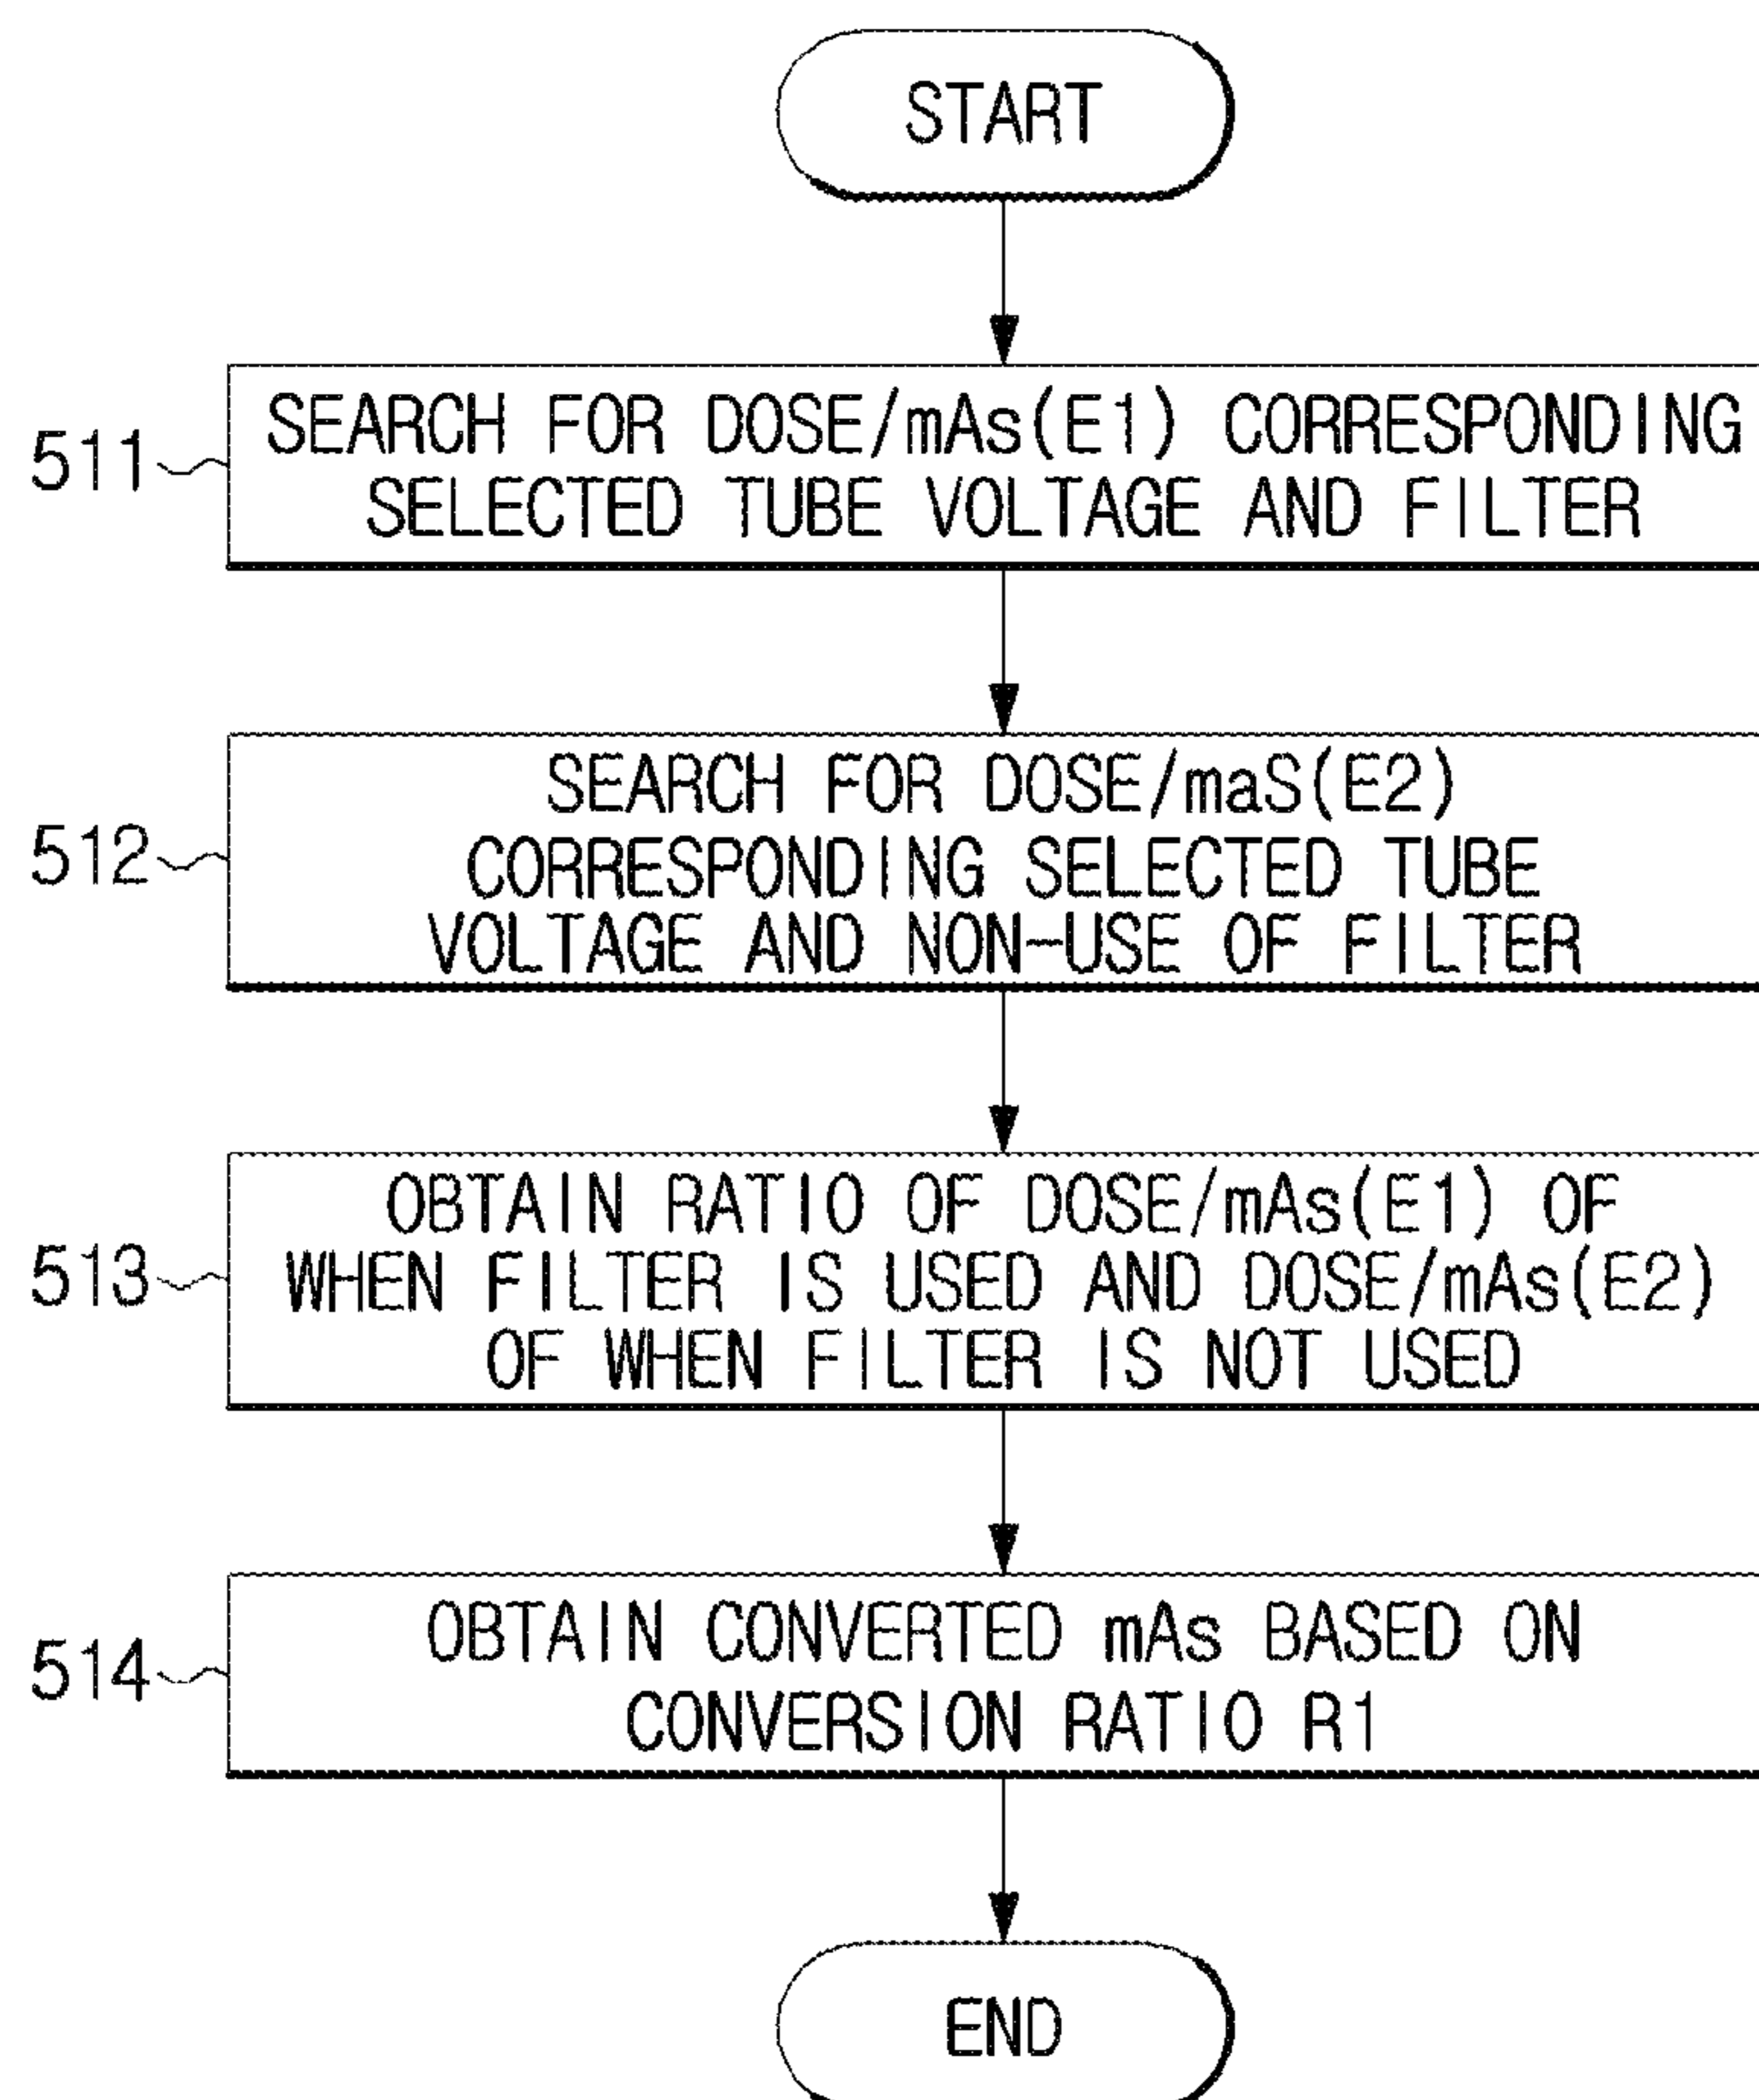 START
511
SEARCH FOR DOSE/mAs(E1) CORRESPONDING
SELECTED TUBE VOLTAGE AND FILTER
512
SEARCH FOR DOSE/maS(E2)
CORRESPONDING SELECTED TUBE
VOLTAGE AND NON-USE OF FILTER
513
OBTAIN RATIO OF DOSE/mAs(E1) OF
WHEN FILTER IS USED AND DOSE/mAs(E2)
OF WHEN FILTER IS NOT USED
514
OBTAIN CONVERTED mAs BASED ON
CONVERSION RATIO R1
END